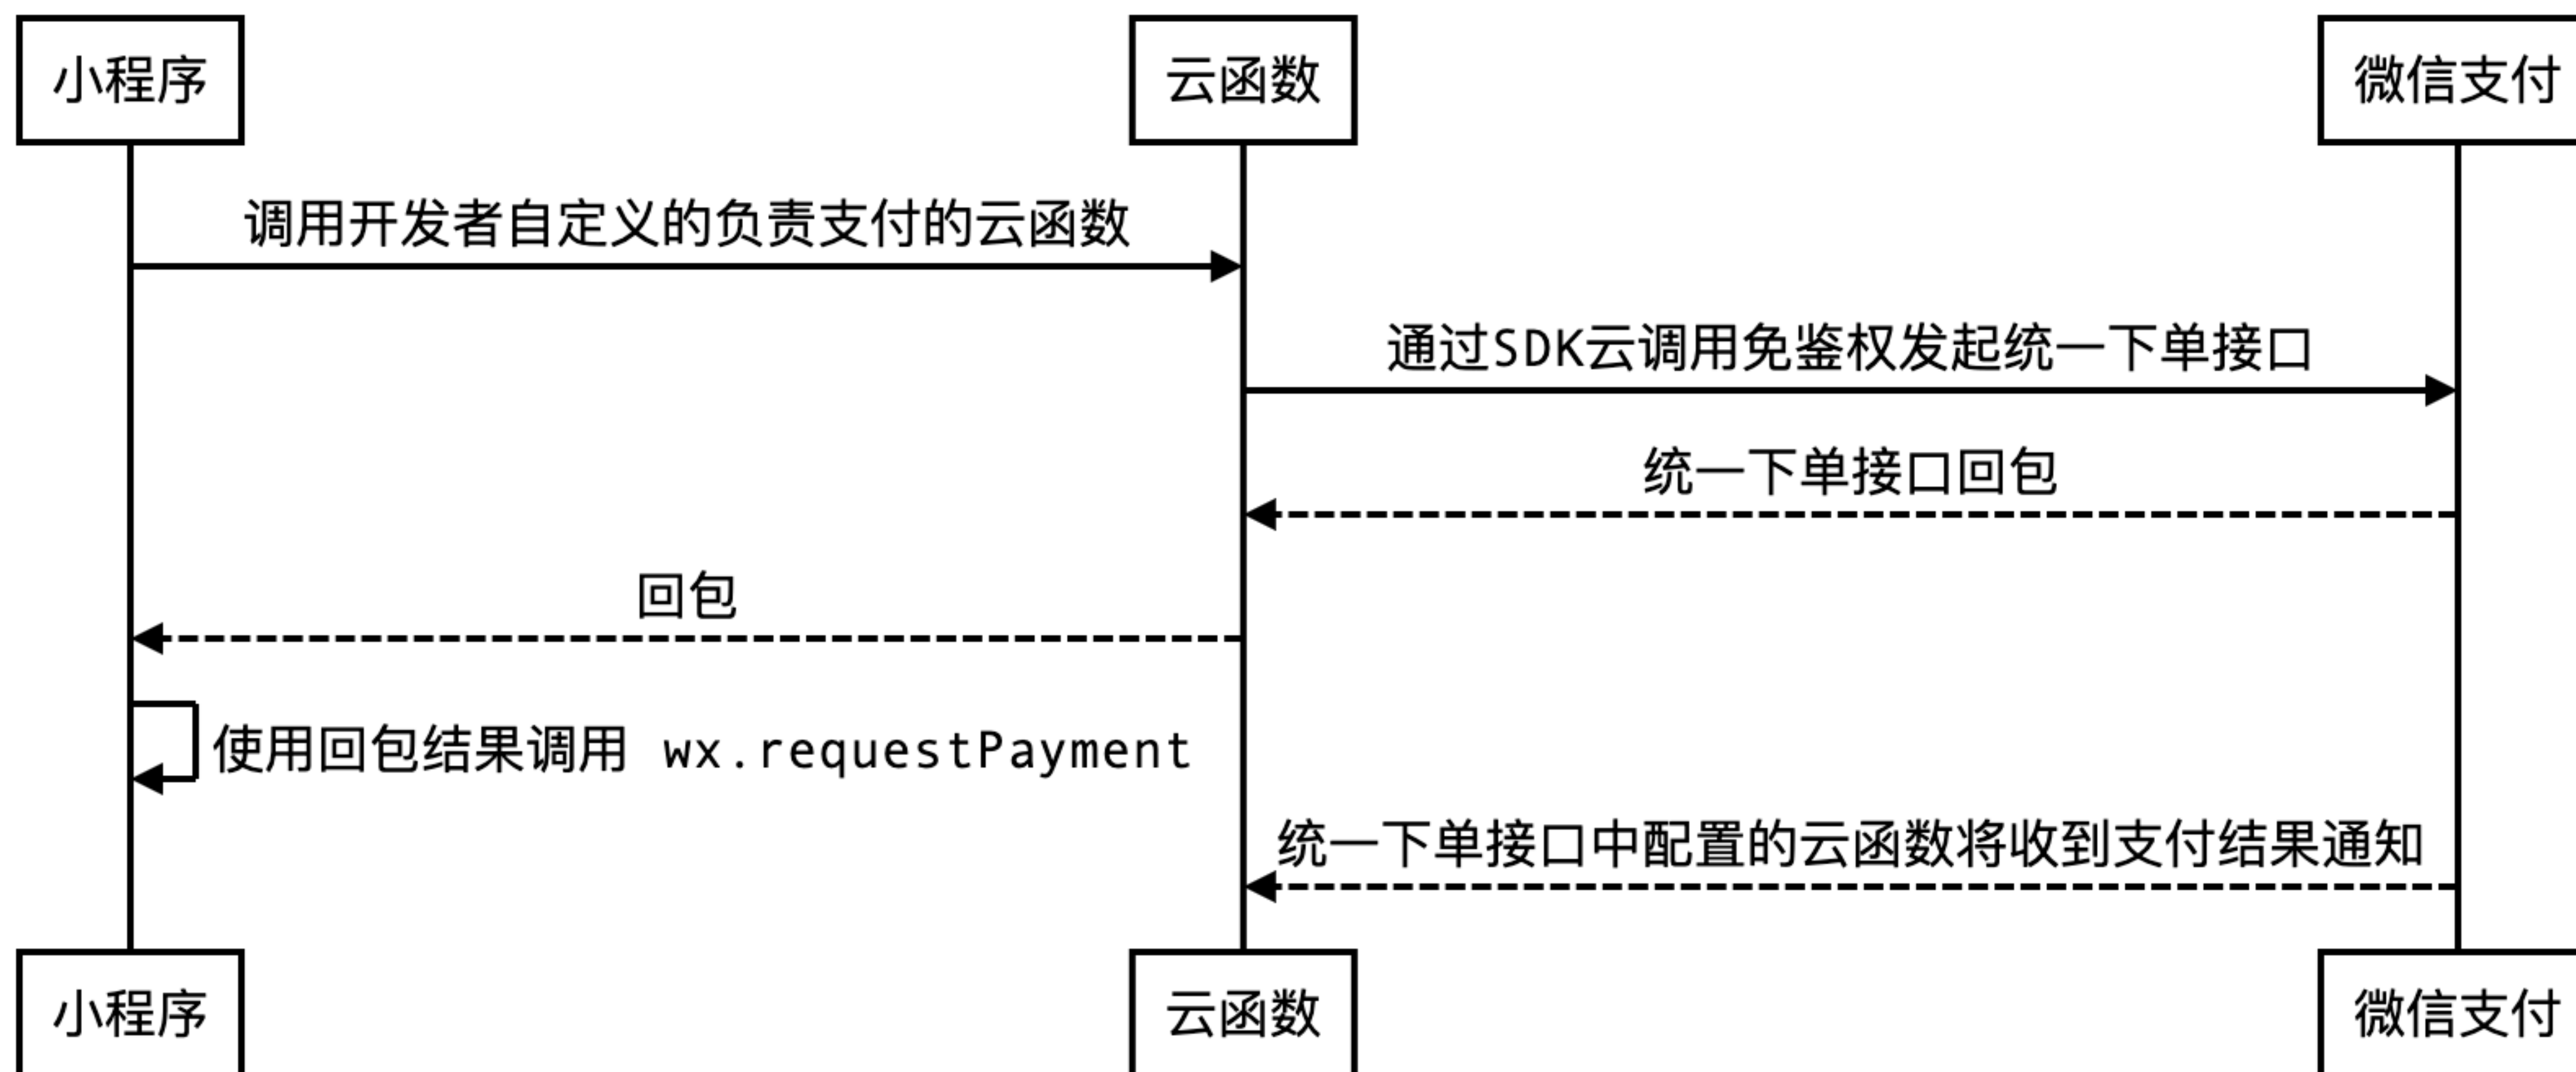 小程序
云函数
微信支付
调用开发者自定义的负责支付的云函数
通过SDK云调用免鉴权发起统一下单接口
统一下单接口回包
回包
使用回包结果调用 wx.requestPayment
统一下单接口中配置的云函数将收到支付结果通知
小程序
云函数
微信支付